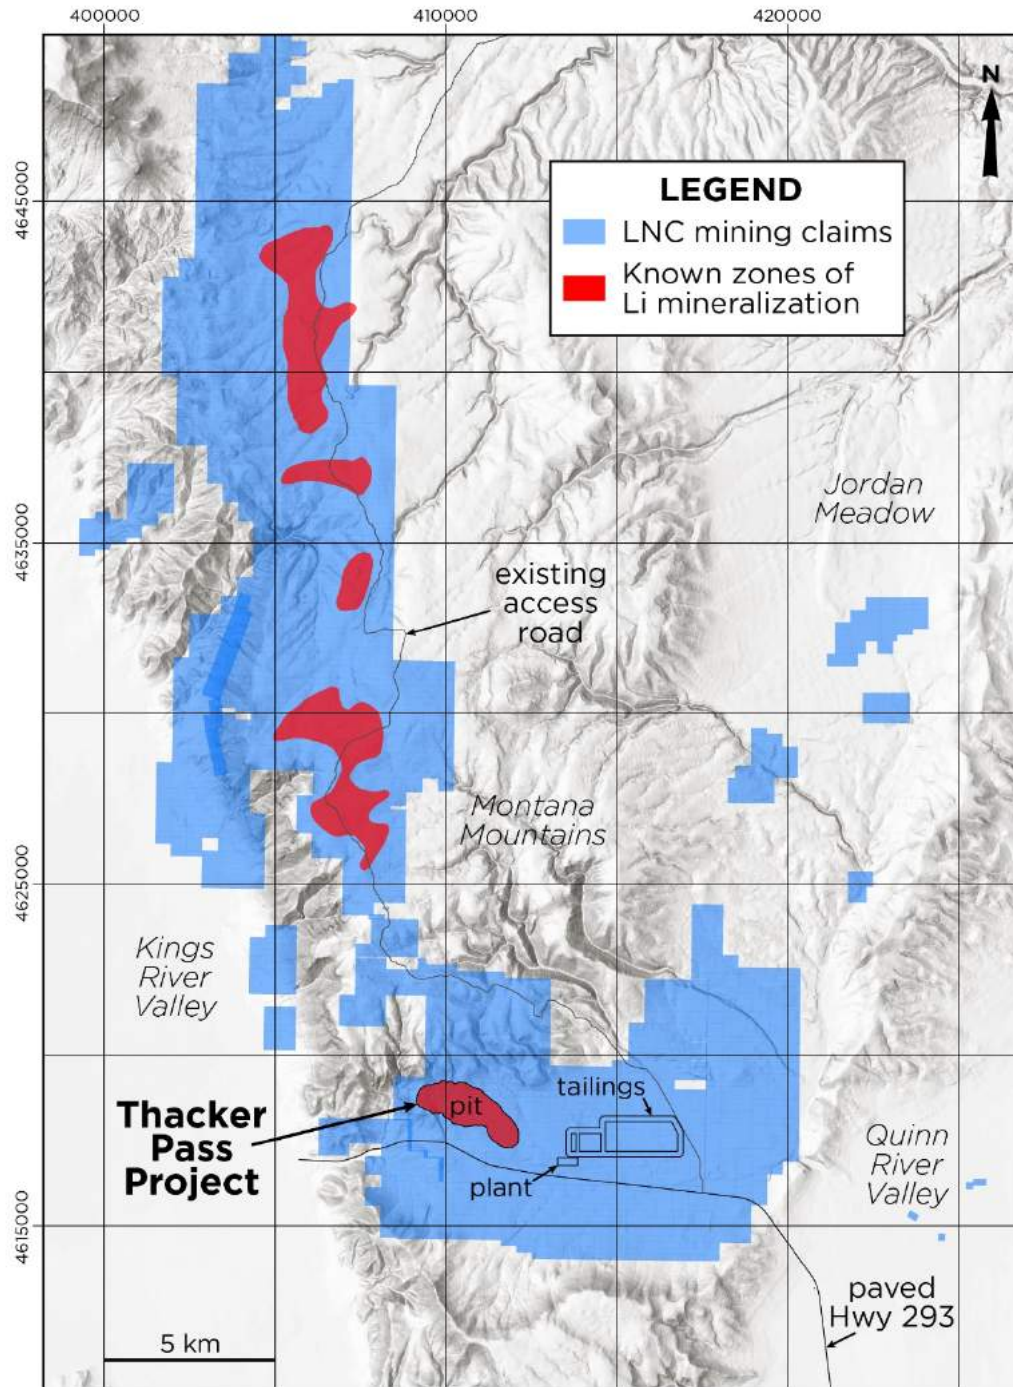 400000
410000
420000
N
4645000
LEGEND
LNC mining claims
Known zones of
Li mineralization
Jordan
Meadow
4635000
existing
access
road
Montana
Mountains
4625000
Kings
River
Valley
Thacker
Pass
Project
pit
tailings
plant
Quinn
River
Valley
4615000
paved
Hwy 293
5 km